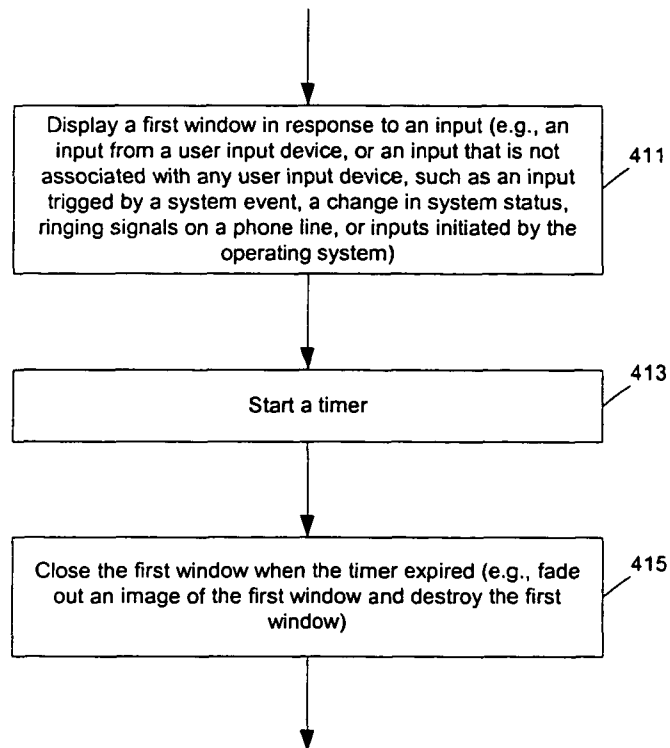 Display a first window in response to an input (e.g., an
input from a user input device, or an input that is not
associated with any user input device, such as an input
trigged by a system event, a change in system status,
ringing signals on a phone line, or inputs initiated by the
operating system)
411
Start a timer
413
Close the first window when the timer expired (e.g., fade
out an image of the first window and destroy the first
window)
415